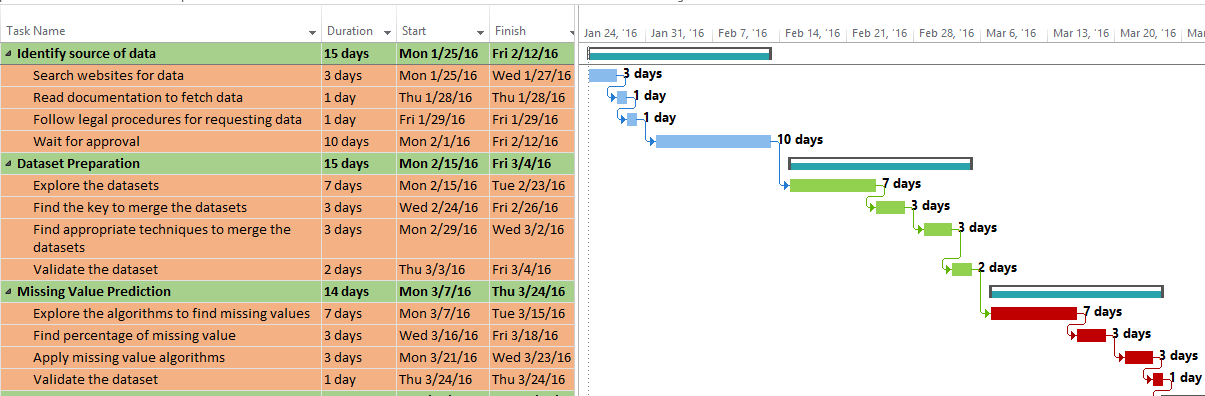 Task Name Duration Start Finish Jan 24, '16 Jan 31, '16 Feb 7, '16 Feb 14, '16 Feb 21, '16 Feb 28, '16 Mar 6, '16 Mar 13, '16 Mar 20, '16 Mar
Identify source of data 15 days Mon 1/25/16 Fri 2/12/16
Search websites for data 3 days Mon 1/25/16 Wed 1/27/16 3 days
Read documentation to fetch data 1 day Thu 1/28/16 Thu 1/28/16 1 day
Follow legal procedures for requesting data 1 day Fri 1/29/16 Fri 1/29/16 1 day
Wait for approval 10 days Mon 2/1/16 Fri 2/12/16 10 days
Dataset Preparation 15 days Mon 2/15/16 Fri 3/4/16
Explore the datasets 7 days Mon 2/15/16 Tue 2/23/16 7 days
Find the key to merge the datasets 3 days Wed 2/24/16 Fri 2/26/16 3 days
Find appropriate techniques to merge the 3 days Mon 2/29/16 Wed 3/2/16 3 days
datasets
Validate the dataset 2 days Thu 3/3/16 Fri 3/4/16 2 days
Missing Value Prediction 14 days Mon 3/7/16 Thu 3/24/16
Explore the algorithms to find missing values 7 days Mon 3/7/16 Tue 3/15/16 7 days
Find percentage of missing value 3 days Wed 3/16/16 Fri 3/18/16 3 days
Apply missing value algorithms 3 days Mon 3/21/16 Wed 3/23/16 3 days
Validate the dataset 1 day Thu 3/24/16 Thu 3/24/16 1 day